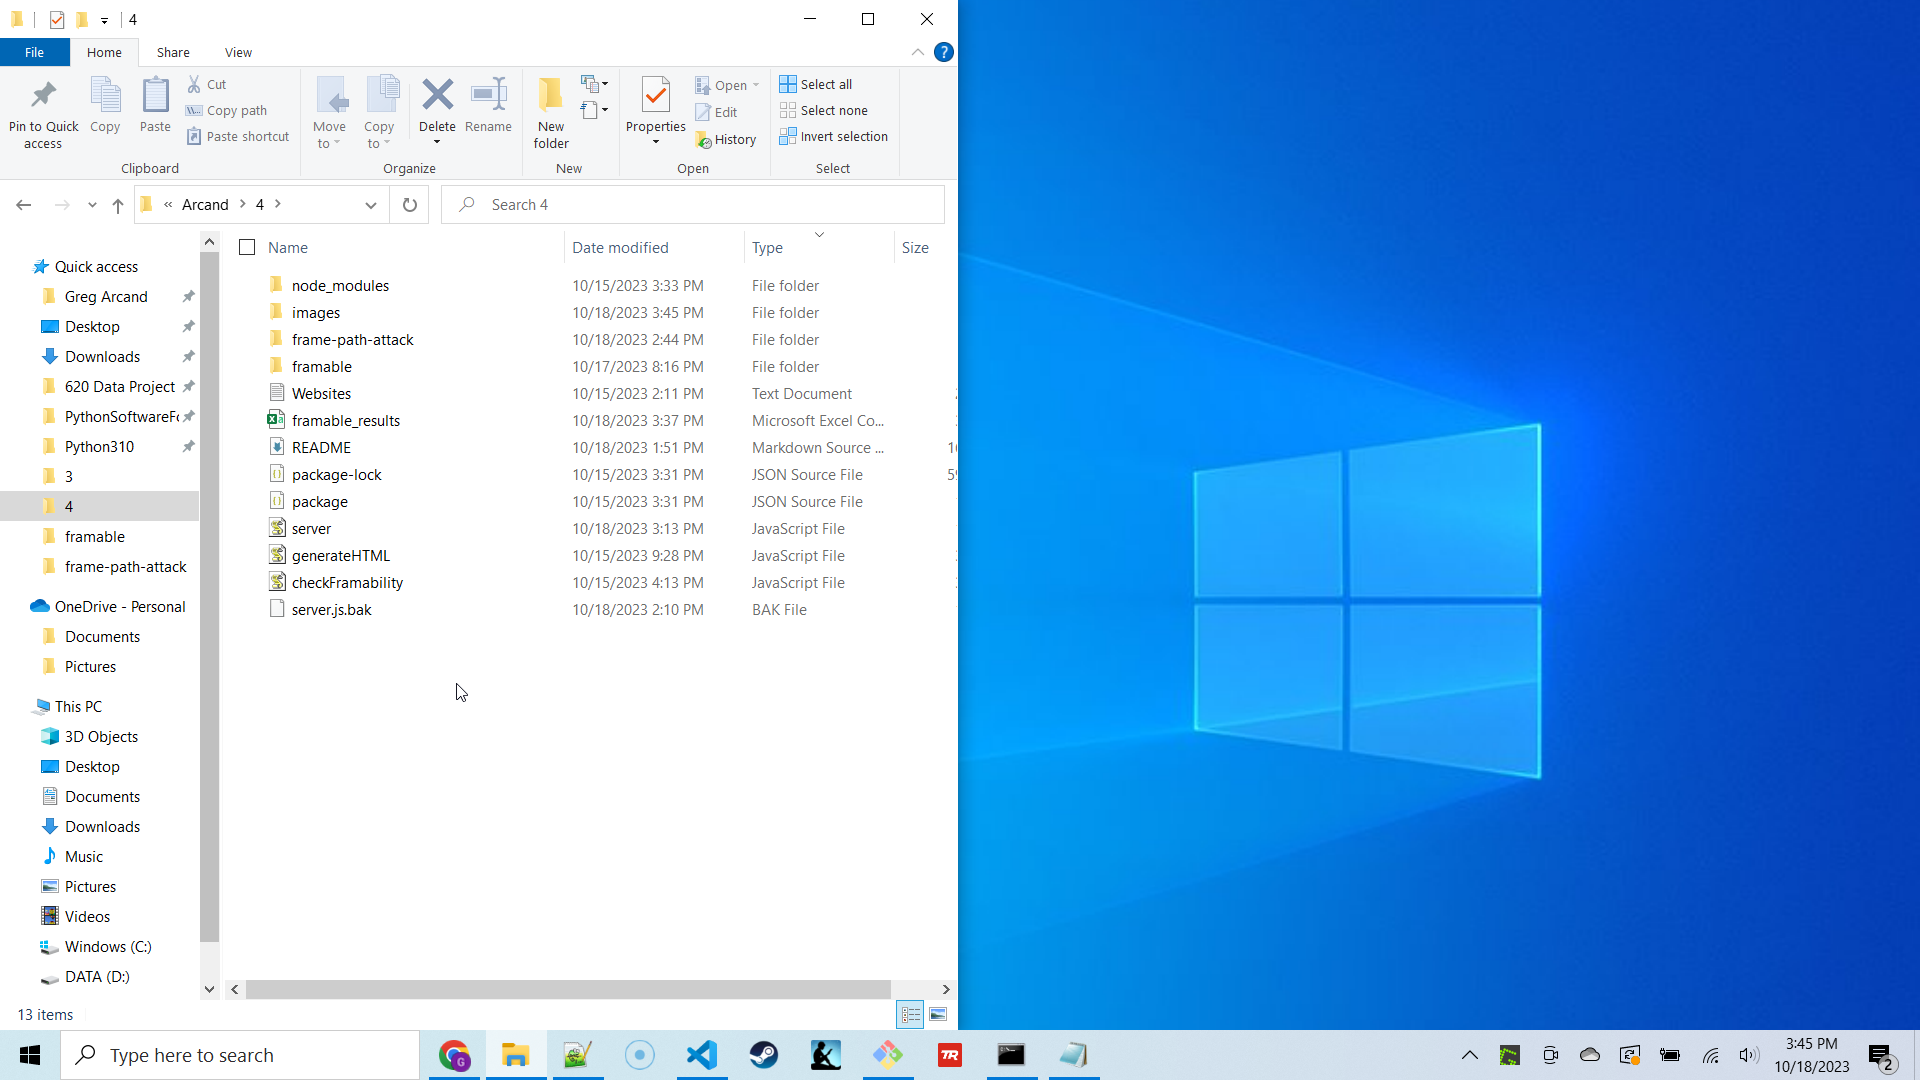 4
File
Home
Share
View
Pin to Quick access
Copy
Paste
Cut
Copy path
Paste shortcut
Clipboard
Move to
Copy to
Delete
Rename
Organize
New folder
New
Properties
Open
Edit
History
Open
Select all
Select none
Invert selection
Select
« Arcand > 4 >
Search 4
Name Date modified Type Size
node_modules 10/15/2023 3:33 PM File folder
images 10/18/2023 3:45 PM File folder
frame-path-attack 10/18/2023 2:44 PM File folder
framable 10/17/2023 8:16 PM File folder
Websites 10/15/2023 2:11 PM Text Document
framable_results 10/18/2023 3:37 PM Microsoft Excel Co...
README 10/18/2023 1:51 PM Markdown Source ...
package-lock 10/15/2023 3:31 PM JSON Source File
package 10/15/2023 3:31 PM JSON Source File
server 10/18/2023 3:13 PM JavaScript File
generateHTML 10/15/2023 9:28 PM JavaScript File
checkFramability 10/15/2023 4:13 PM JavaScript File
server.js.bak 10/18/2023 2:10 PM BAK File
Quick access
Greg Arcand
Desktop
Downloads
620 Data Project
PythonSoftwareFo
Python310
3
4
framable
frame-path-attack
OneDrive - Personal
Documents
Pictures
This PC
3D Objects
Desktop
Documents
Downloads
Music
Pictures
Videos
Windows (C:)
DATA (D:)
13 items
Type here to search
G
TR
3:45 PM
10/18/2023
2